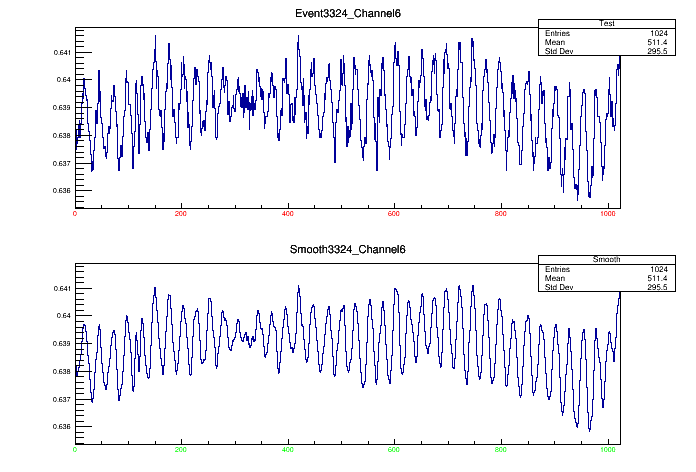 Event3324_Channel6
Test
Entries 1024
Mean 511.4
Std Dev 295.5
0.641
0.64
0.639
0.638
0.637
0.636
0 200 400 600 800 1000
Smooth3324_Channel6
Smooth
Entries 1024
Mean 511.4
Std Dev 295.5
0.641
0.64
0.639
0.638
0.637
0.636
0 200 400 600 800 1000